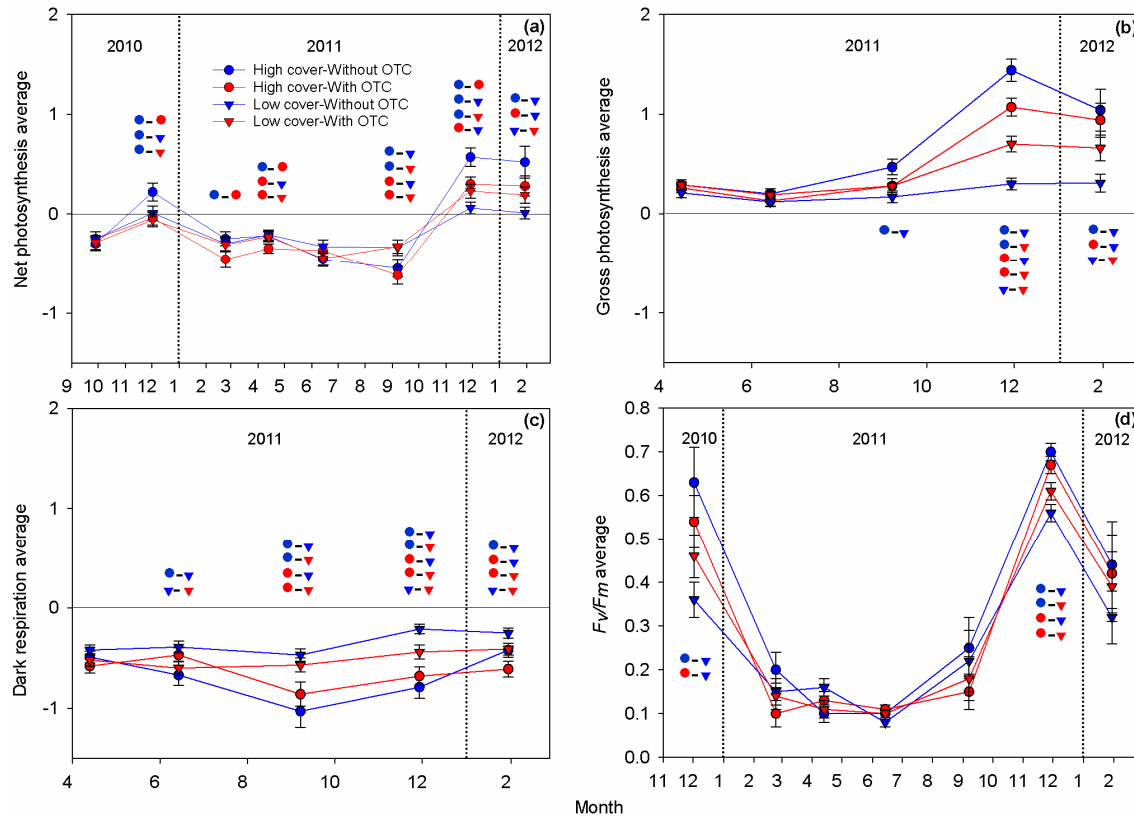 (a)
2010 2011 2012
High cover-Without OTC
High cover-With OTC
Low cover-Without OTC
Low cover-With OTC
Net photosynthesis average
2
1
0
-1
9 10 11 12 1 2 3 4 5 6 7 8 9 10 11 12 1 2
(b)
2011 2012
Gross photosynthesis average
2
1
0
-1
4 6 8 10 12 2
(c)
2011 2012
Dark respiration average
2
1
0
-1
4 6 8 10 12 2
(d)
2010 2011 2012
Fv/Fm average
0.8
0.7
0.6
0.5
0.4
0.3
0.2
0.1
0.0
11 12 1 2 3 4 5 6 7 8 9 10 11 12 1 2
Month